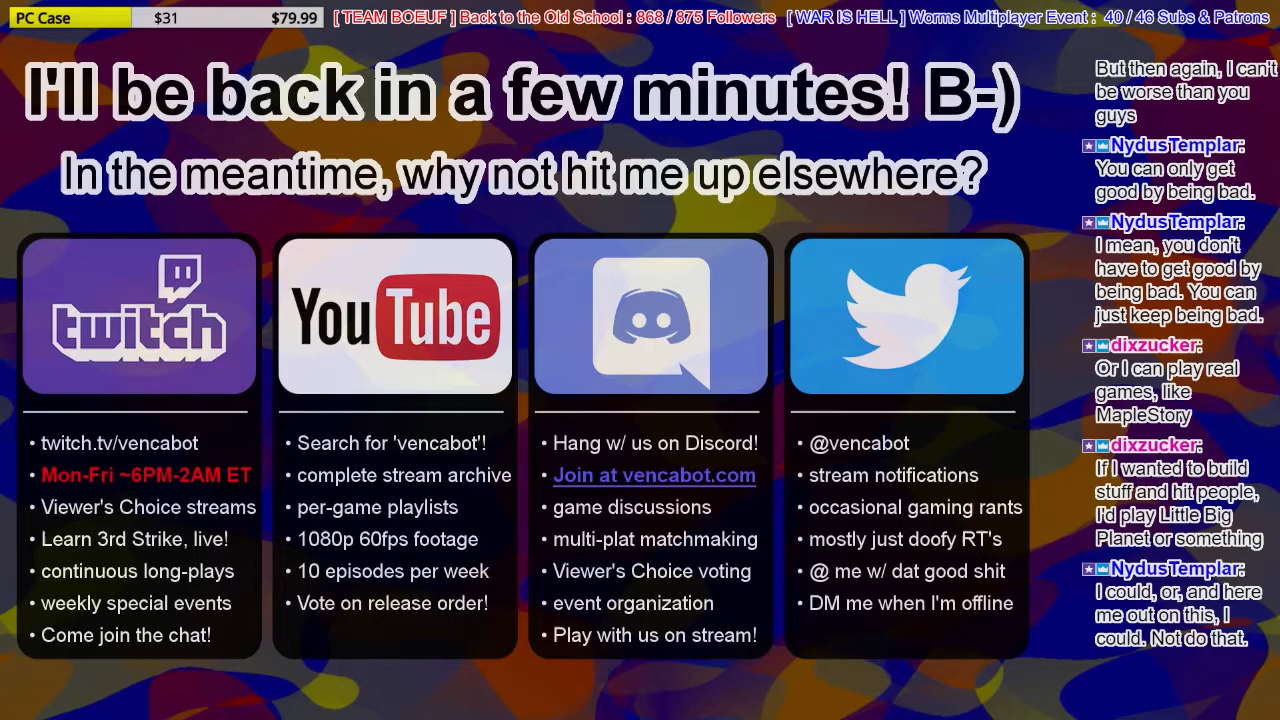 PC Case $31 $79.99 [ TEAM BOEUF ] Back to the Old School : 868 / 875 Followers [ WAR IS HELL ] Worms Multiplayer Event : 40 / 46 Subs & Patrons
I'll be back in a few minutes! B-)
In the meantime, why not hit me up elsewhere?
twitch
• twitch.tv/vencabot
• Mon-Fri ~6PM-2AM ET
• Viewer's Choice streams
• Learn 3rd Strike, live!
• continuous long-plays
• weekly special events
• Come join the chat!
YouTube
• Search for 'vencabot'!
• complete stream archive
• per-game playlists
• 1080p 60fps footage
• 10 episodes per week
• Vote on release order!
• Hang w/ us on Discord!
• Join at vencabot.com
• game discussions
• multi-plat matchmaking
• Viewer's Choice voting
• event organization
• Play with us on stream!
• @vencabot
• stream notifications
• occasional gaming rants
• mostly just doofy RT's
• @ me w/ dat good shit
• DM me when I'm offline
But then again, I can't
be worse than you
guys
NydusTemplar:
You can only get
good by being bad.
NydusTemplar:
I mean, you don't
have to get good by
being bad. You can
just keep being bad.
dixzucker:
Or I can play real
games, like
MapleStory
dixzucker:
If I wanted to build
stuff and hit people,
I'd play Little Big
Planet or something
NydusTemplar:
I could, or, and here
me out on this, I
could. Not do that.